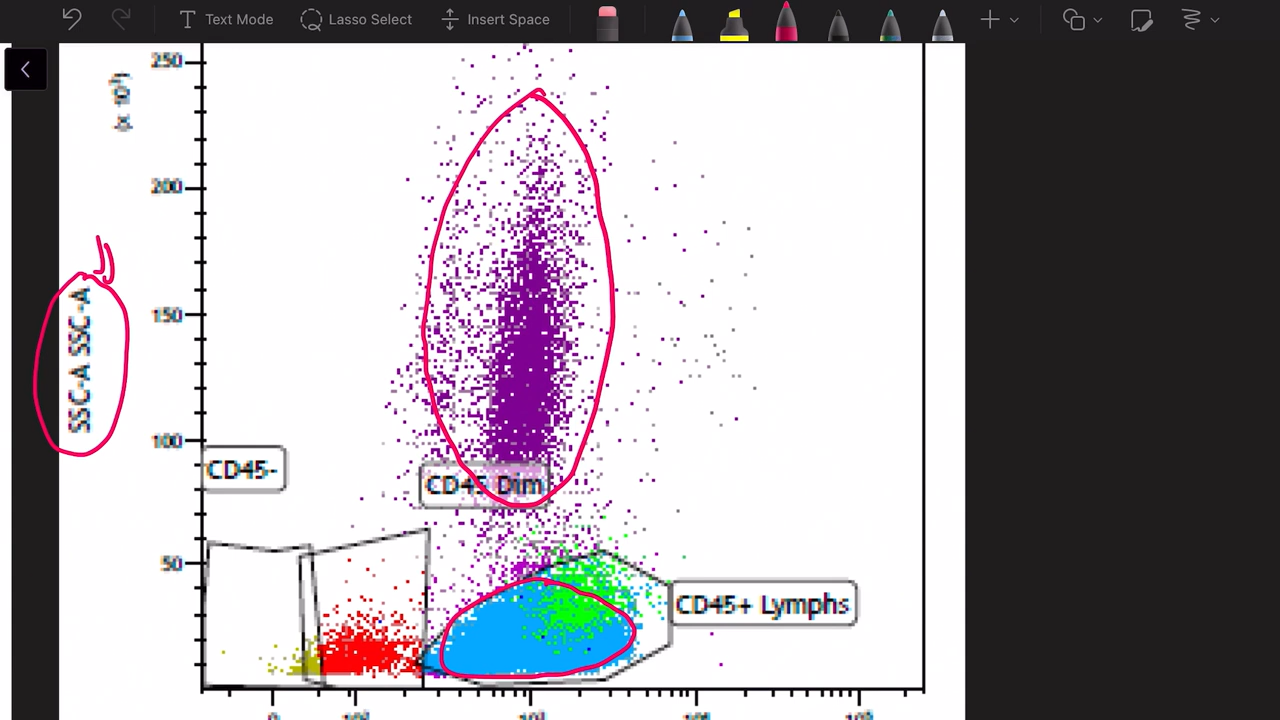 Text Mode
Lasso Select
Insert Space
250
(x 10³)
200
SSC-A SSC-A
150
100
CD45-
CD45 Dim
50
CD45+ Lymphs
0